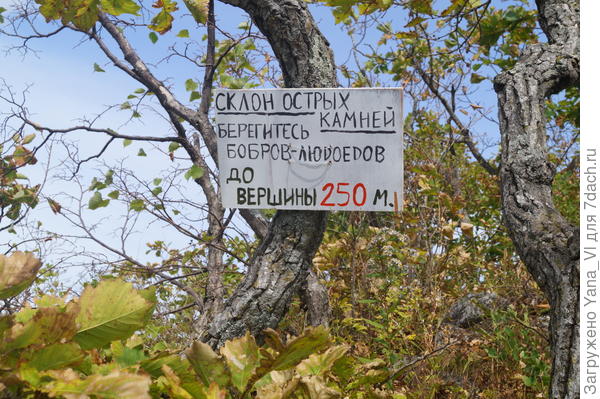 СКЛОН ОСТРЫХ
КАМНЕЙ
БЕРЕГИТЕСЬ
БОБРОВ-ЛЮДОЕДОВ
ДО
ВЕРШИНЫ 250 М.
Загружено Yana_VI для 7dach.ru